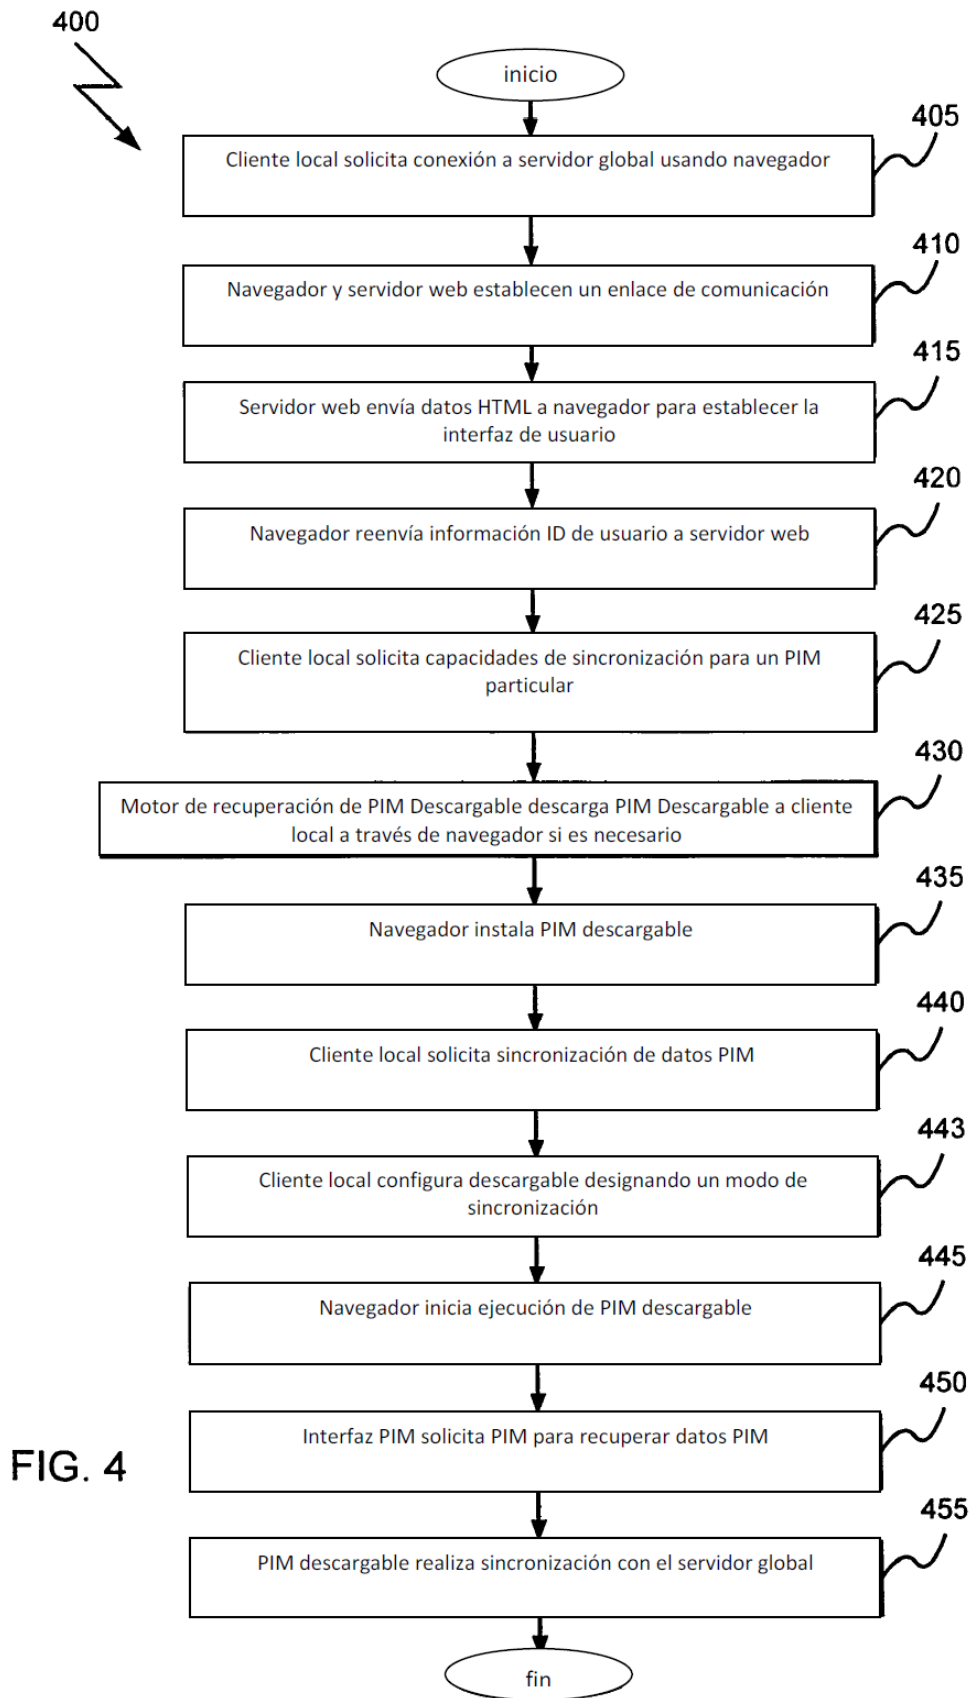 400
inicio
405
Cliente local solicita conexión a servidor global usando navegador
410
Navegador y servidor web establecen un enlace de comunicación
415
Servidor web envía datos HTML a navegador para establecer la
interfaz de usuario
420
Navegador reenvía información ID de usuario a servidor web
425
Cliente local solicita capacidades de sincronización para un PIM
particular
430
Motor de recuperación de PIM Descargable descarga PIM Descargable a cliente
local a través de navegador si es necesario
435
Navegador instala PIM descargable
440
Cliente local solicita sincronización de datos PIM
443
Cliente local configura descargable designando un modo de
sincronización
445
Navegador inicia ejecución de PIM descargable
450
Interfaz PIM solicita PIM para recuperar datos PIM
FIG. 4
455
PIM descargable realiza sincronización con el servidor global
fin